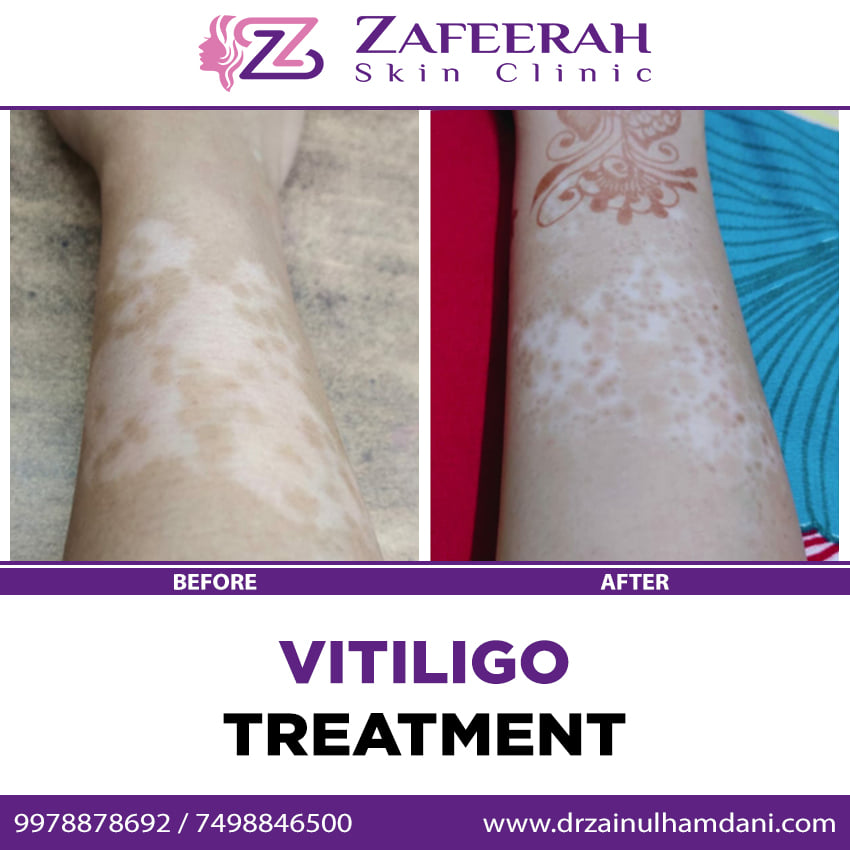 ZAFEERAH
Skin Clinic
BEFORE
AFTER
VITILIGO
TREATMENT
9978878692 / 7498846500
www.drzainulhamdani.com